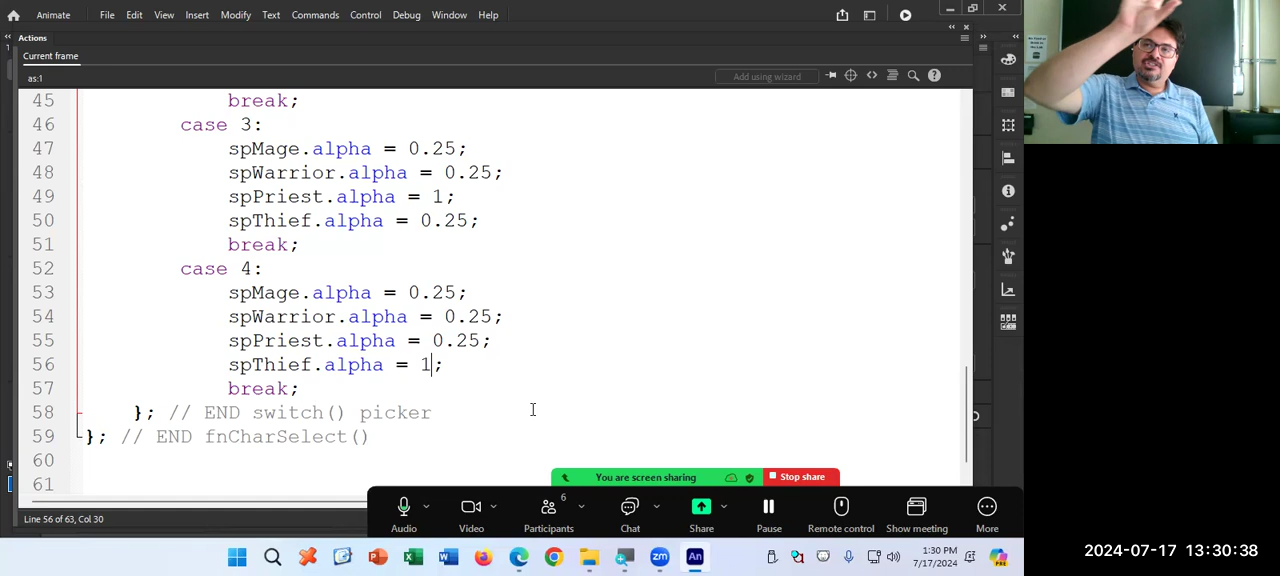 Animate File Edit View Insert Modify Text Commands Control Debug Window Help
Actions
Current frame
as:1
Add using wizard
45 break;
46 case 3:
47 spMage.alpha = 0.25;
48 spWarrior.alpha = 0.25;
49 spPriest.alpha = 1;
50 spThief.alpha = 0.25;
51 break;
52 case 4:
53 spMage.alpha = 0.25;
54 spWarrior.alpha = 0.25;
55 spPriest.alpha = 0.25;
56 spThief.alpha = 1;
57 break;
58 }; // END switch() picker
59 }; // END fnCharSelect()
60
61
You are screen sharing Stop share
Line 56 of 63, Col 30
6
Audio Video Participants Chat Share Pause Remote control Show meeting More
zm An
1:30 PM
7/17/2024
PRE
2024-07-17 13:30:38